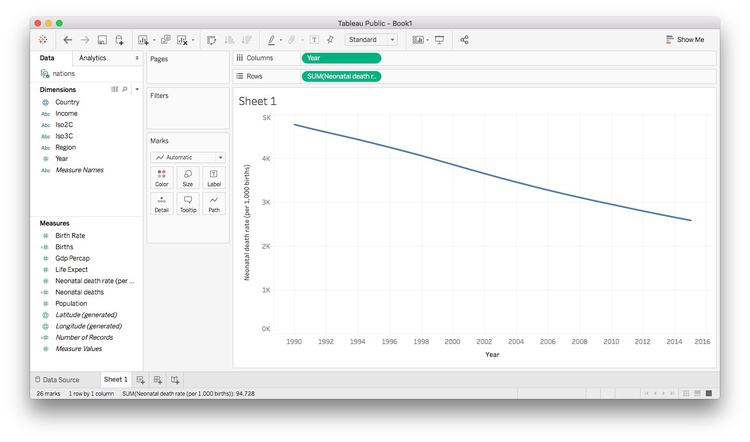 Tableau Public - Book1
Standard
Show Me
Data Analytics
nations
Dimensions
Country
Abc Income
Abc Iso2C
Abc Iso3C
Abc Region
Year
Abc Measure Names
Measures
Birth Rate
Births
Gdp Percap
Life Expect
Neonatal death rate (per ...
Neonatal deaths
Population
Latitude (generated)
Longitude (generated)
Number of Records
Measure Values
Pages
Filters
Marks
Automatic
Color Size Label
Detail Tooltip Path
Columns Year
Rows SUM(Neonatal death r..
Sheet 1
Neonatal death rate (per 1,000 births)
5K
4K
3K
2K
1K
0K
1990 1992 1994 1996 1998 2000 2002 2004 2006 2008 2010 2012 2014 2016
Year
Data Source Sheet 1
26 marks 1 row by 1 column SUM(Neonatal death rate (per 1,000 births)): 94,728